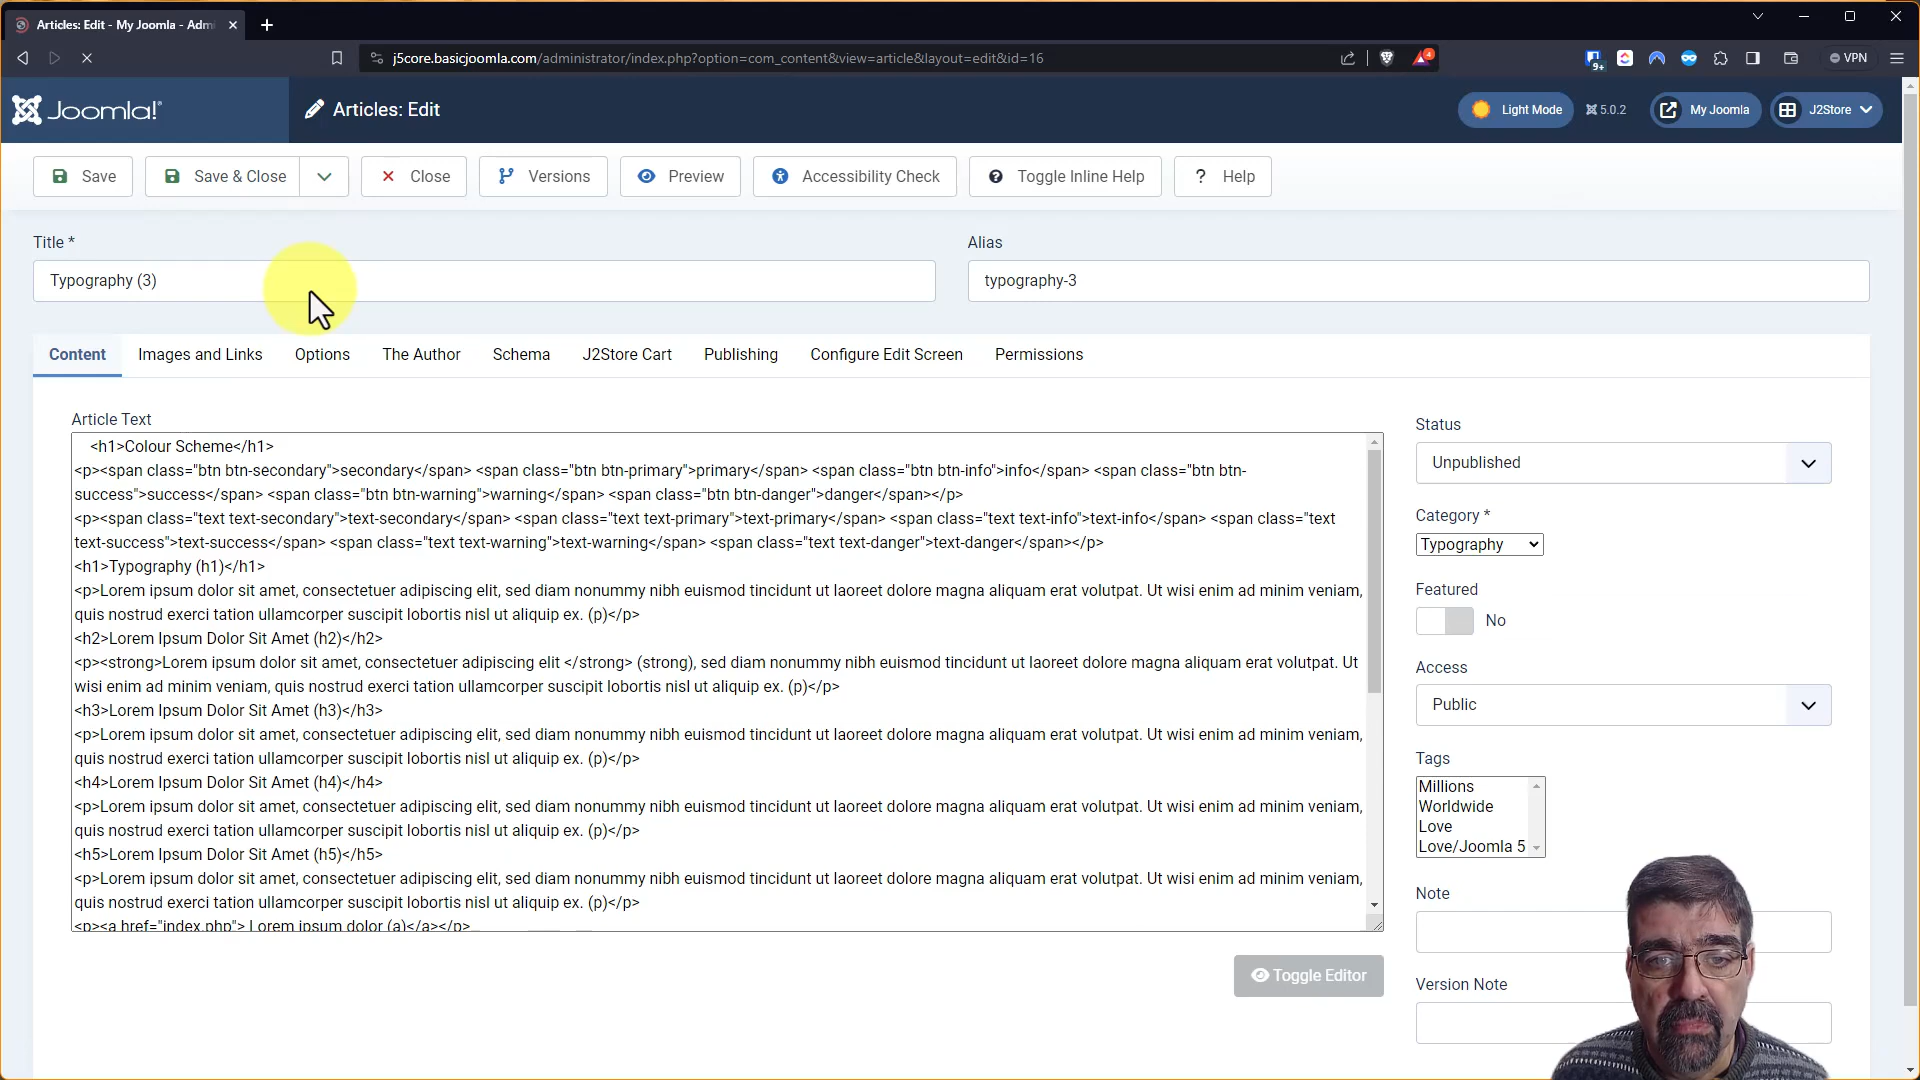 Articles: Edit - My Joomla - Adm
j5core.basicjoomla.com/administrator/index.php?option=com_content&view=article&layout=edit&id=16
4
9+
VPN
Joomla!®
Articles: Edit
Light Mode
5.0.2
My Joomla
J2Store
Save
Save & Close
Close
Versions
Preview
Accessibility Check
Toggle Inline Help
? Help
Title *
Alias
Typography (3)
typography-3
Content
Images and Links
Options
The Author
Schema
J2Store Cart
Publishing
Configure Edit Screen
Permissions
Article Text
<h1>Colour Scheme</h1>
<p><span class="btn btn-secondary">secondary</span> <span class="btn btn-primary">primary</span> <span class="btn btn-info">info</span> <span class="btn btn-
success">success</span> <span class="btn btn-warning">warning</span> <span class="btn btn-danger">danger</span></p>
<p><span class="text text-secondary">text-secondary</span> <span class="text text-primary">text-primary</span> <span class="text text-info">text-info</span> <span class="text
text-success">text-success</span> <span class="text text-warning">text-warning</span> <span class="text text-danger">text-danger</span></p>
<h1>Typography (h1)</h1>
<p>Lorem ipsum dolor sit amet, consectetuer adipiscing elit, sed diam nonummy nibh euismod tincidunt ut laoreet dolore magna aliquam erat volutpat. Ut wisi enim ad minim veniam,
quis nostrud exerci tation ullamcorper suscipit lobortis nisl ut aliquip ex. (p)</p>
<h2>Lorem Ipsum Dolor Sit Amet (h2)</h2>
<p><strong>Lorem ipsum dolor sit amet, consectetuer adipiscing elit </strong> (strong), sed diam nonummy nibh euismod tincidunt ut laoreet dolore magna aliquam erat volutpat. Ut
wisi enim ad minim veniam, quis nostrud exerci tation ullamcorper suscipit lobortis nisl ut aliquip ex. (p)</p>
<h3>Lorem Ipsum Dolor Sit Amet (h3)</h3>
<p>Lorem ipsum dolor sit amet, consectetuer adipiscing elit, sed diam nonummy nibh euismod tincidunt ut laoreet dolore magna aliquam erat volutpat. Ut wisi enim ad minim veniam,
quis nostrud exerci tation ullamcorper suscipit lobortis nisl ut aliquip ex. (p)</p>
<h4>Lorem Ipsum Dolor Sit Amet (h4)</h4>
<p>Lorem ipsum dolor sit amet, consectetuer adipiscing elit, sed diam nonummy nibh euismod tincidunt ut laoreet dolore magna aliquam erat volutpat. Ut wisi enim ad minim veniam,
quis nostrud exerci tation ullamcorper suscipit lobortis nisl ut aliquip ex. (p)</p>
<h5>Lorem Ipsum Dolor Sit Amet (h5)</h5>
<p>Lorem ipsum dolor sit amet, consectetuer adipiscing elit, sed diam nonummy nibh euismod tincidunt ut laoreet dolore magna aliquam erat volutpat. Ut wisi enim ad minim veniam,
quis nostrud exerci tation ullamcorper suscipit lobortis nisl ut aliquip ex. (p)</p>
<p><a href="index.php"> Lorem ipsum dolor (a)</a></p>
Toggle Editor
Status
Unpublished
Category *
Typography
Featured
No
Access
Public
Tags
Millions
Worldwide
Love
Love/Joomla 5
Note
Version Note